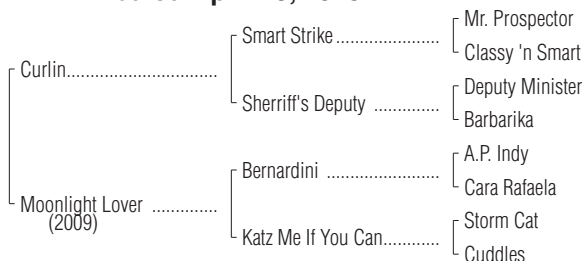 Mr. Prospector
Smart Strike ......................
Classy 'n Smart
Curlin................................
Deputy Minister
Sherriff's Deputy ..............
Barbarika
A.P. Indy
Bernardini ........................
Cara Rafaela
Moonlight Lover ..............
(2009)
Storm Cat
Katz Me If You Can............
Cuddles